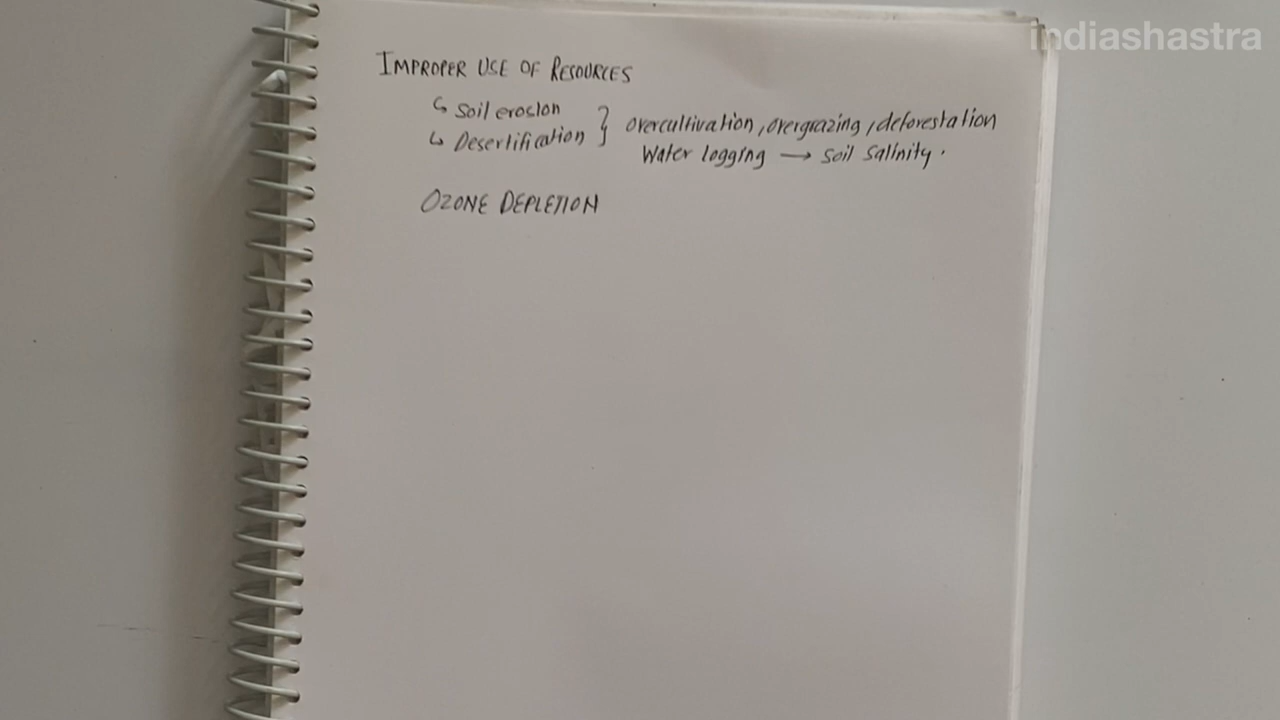 indiashastra
IMPROPER USE OF RESOURCES
↳ Soil erosion
↳ Desertification } overcultivation, overgrazing, deforestation
Water logging → soil salinity.
OZONE DEPLETION